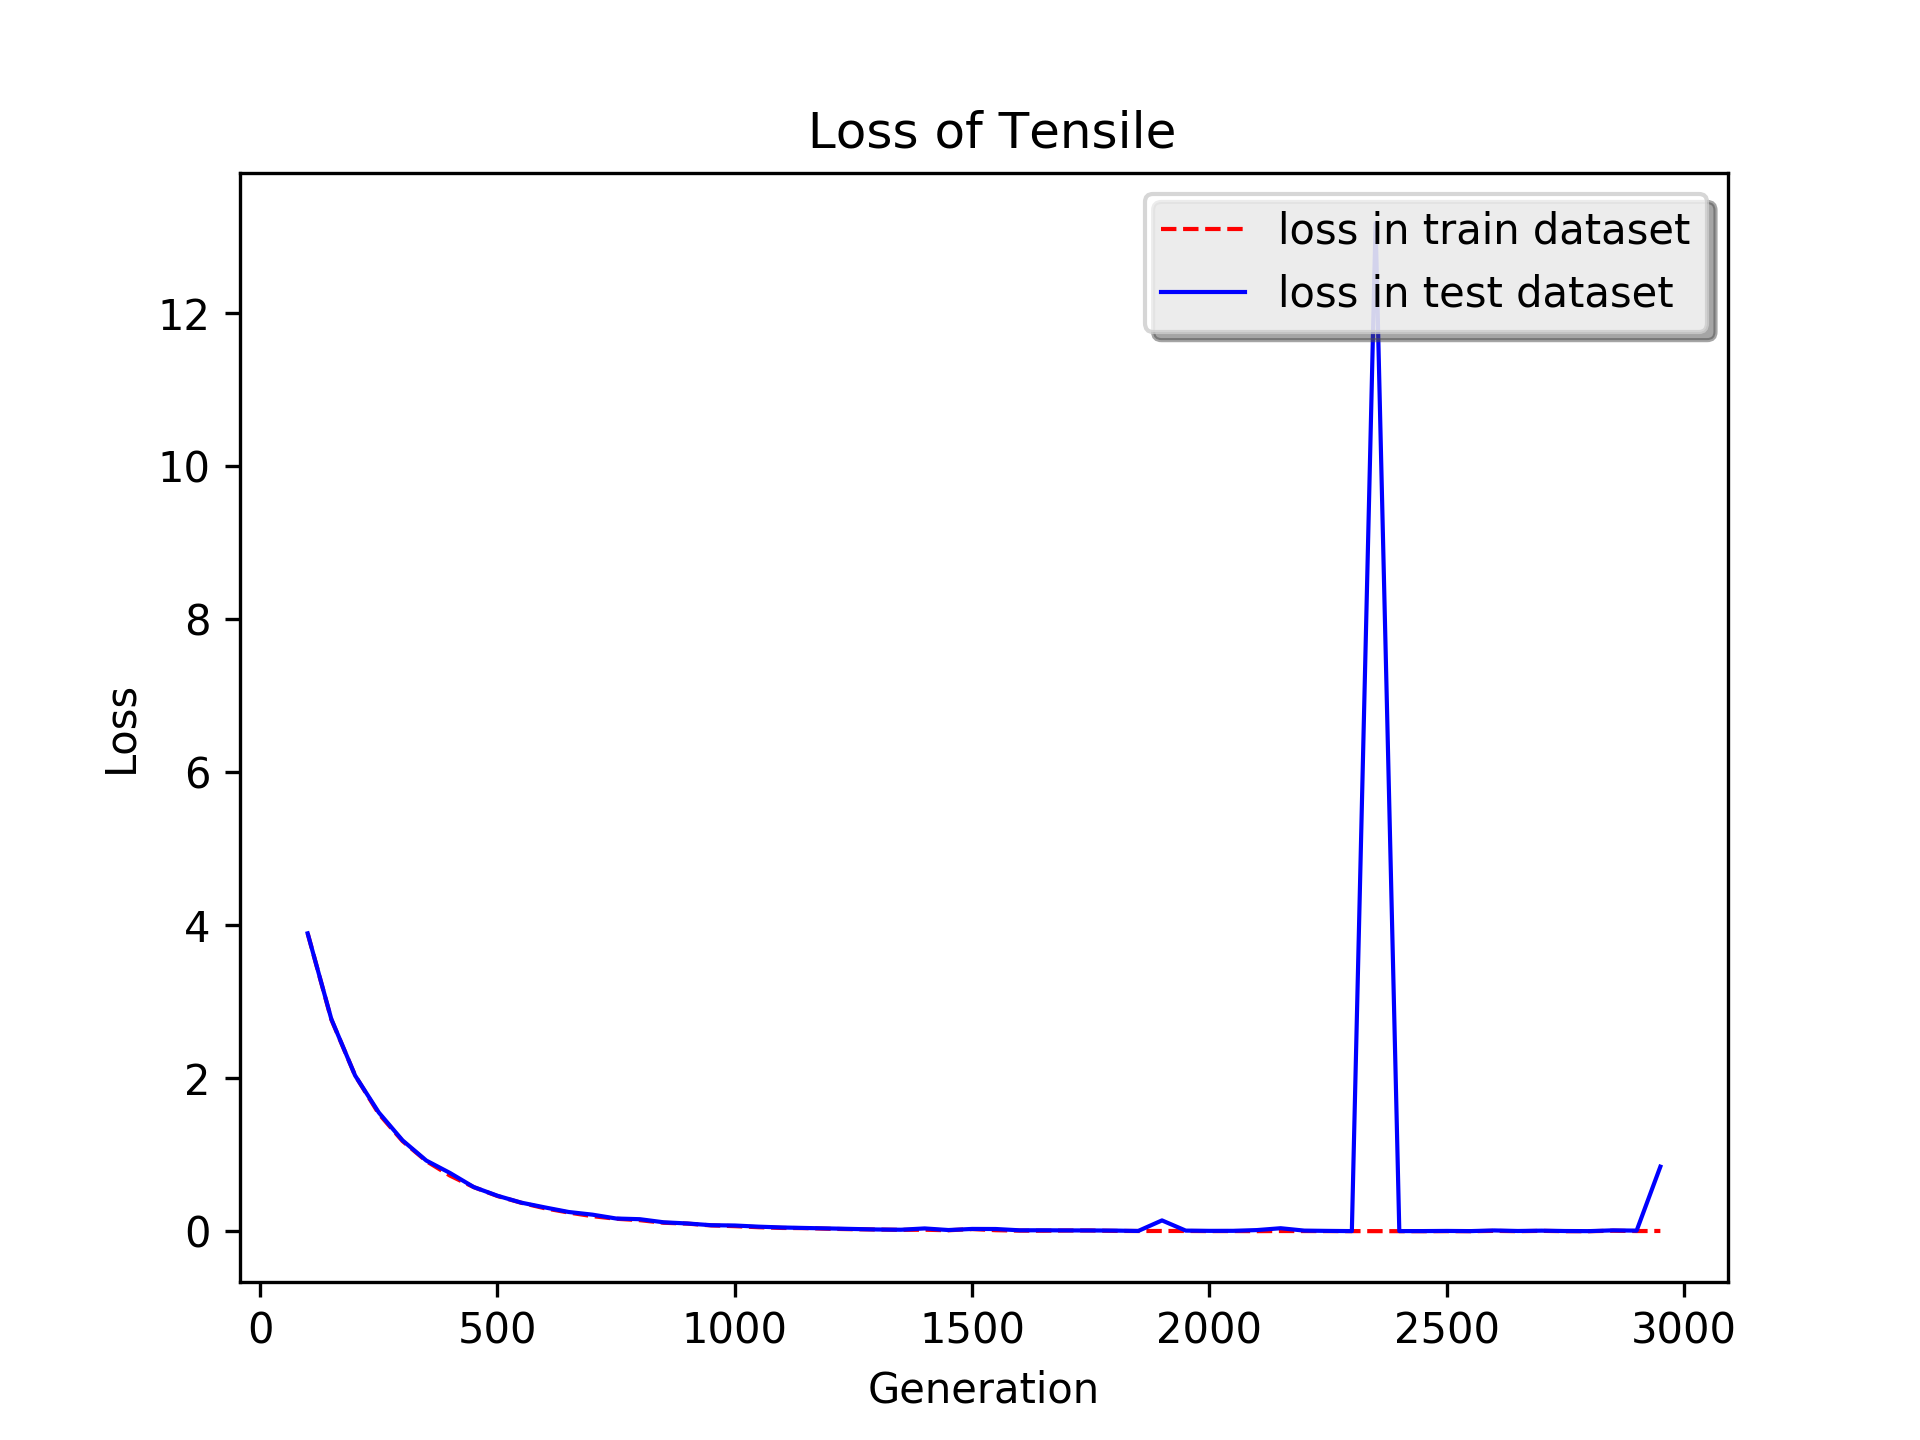 Loss of Tensile
loss in train dataset
loss in test dataset
12
10
8
6
4
2
0
Loss
0 500 1000 1500 2000 2500 3000
Generation